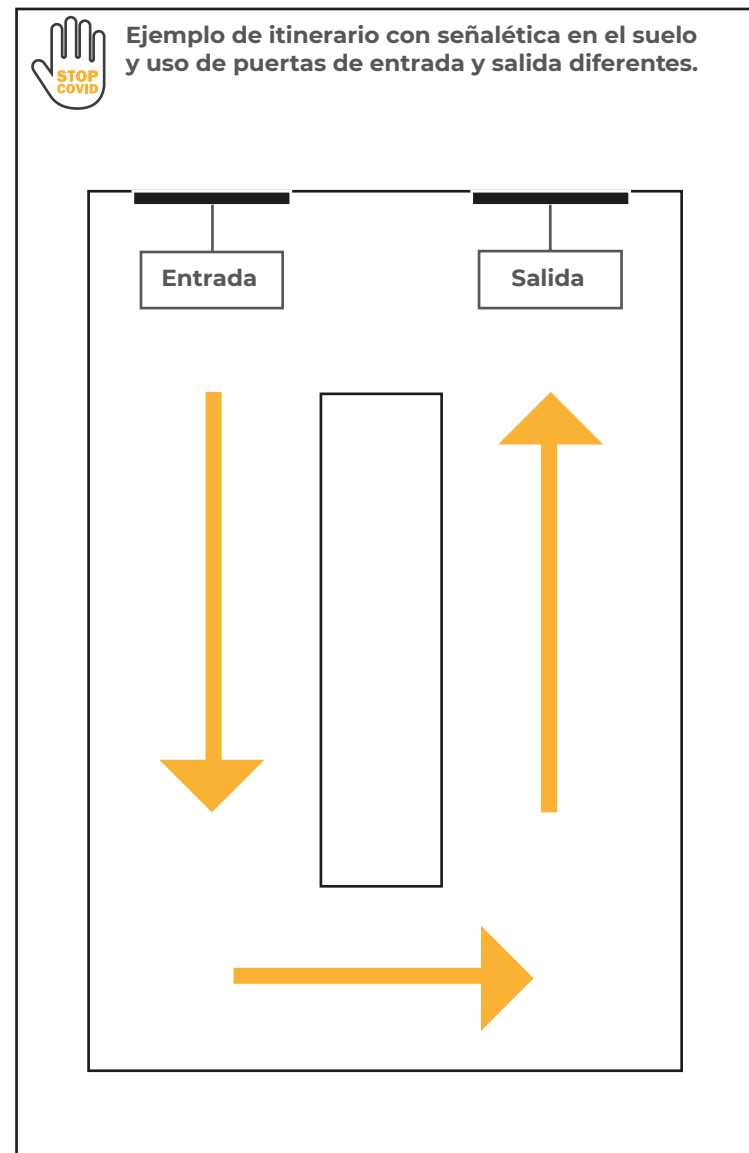 STOP
COVID
Ejemplo de itinerario con señalética en el suelo
y uso de puertas de entrada y salida diferentes.
Entrada
Salida